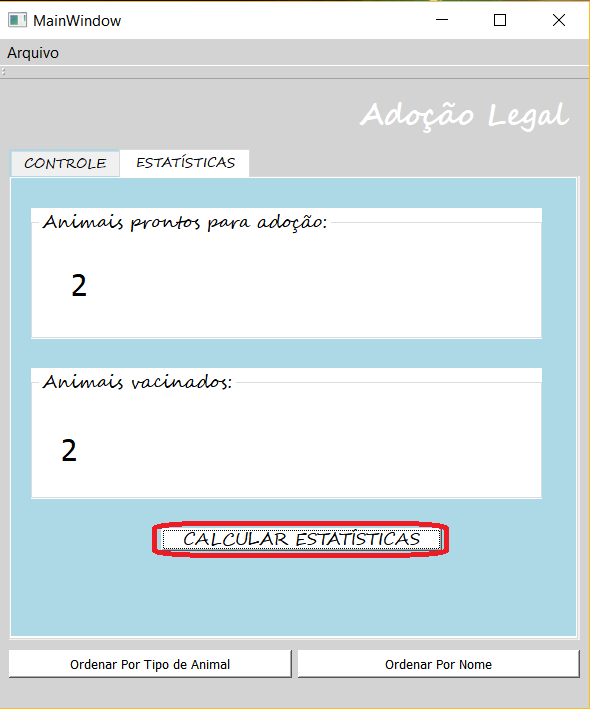 MainWindow
Arquivo
Adoção Legal
CONTROLE
ESTATÍSTICAS
Animais prontos para adoção:
2
Animais vacinados:
2
CALCULAR ESTATÍSTICAS
Ordenar Por Tipo de Animal
Ordenar Por Nome